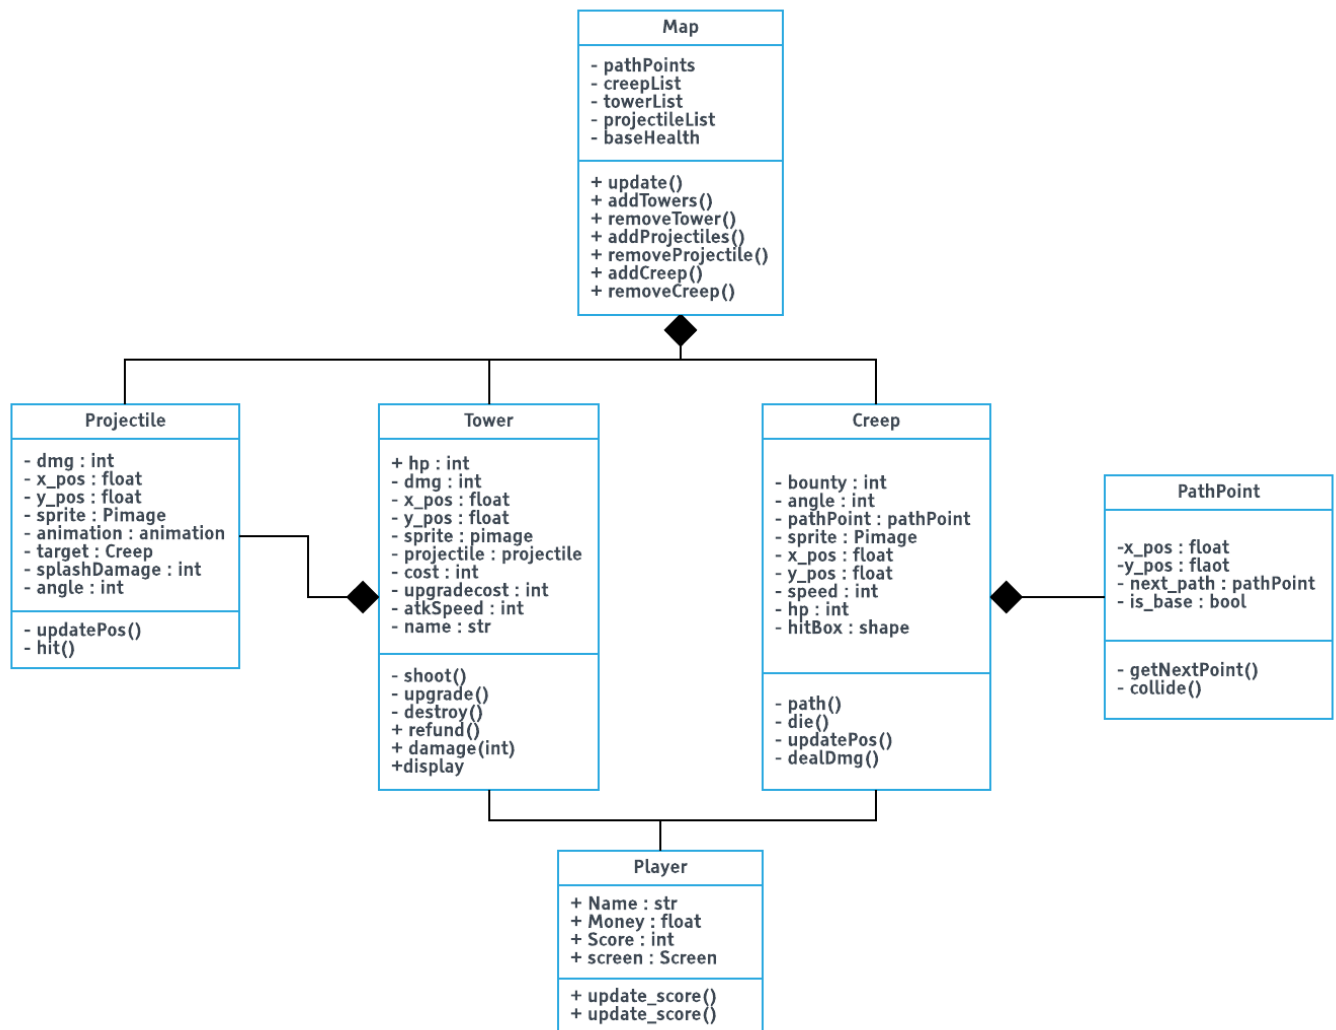 Map
- pathPoints
- creepList
- towerList
- projectileList
- baseHealth
+ update()
+ addTowers()
+ removeTower()
+ addProjectiles()
+ removeProjectile()
+ addCreep()
+ removeCreep()
Projectile
- dmg : int
- x_pos : float
- y_pos : float
- sprite : Pimage
- animation : animation
- target : Creep
- splashDamage : int
- angle : int
- updatePos()
- hit()
Tower
+ hp : int
- dmg : int
- x_pos : float
- y_pos : float
- sprite : pimage
- projectile : projectile
- cost : int
- upgradecost : int
- atkSpeed : int
- name : str
- shoot()
- upgrade()
- destroy()
+ refund()
+ damage(int)
+display
Creep
- bounty : int
- angle : int
- pathPoint : pathPoint
- sprite : Pimage
- x_pos : float
- y_pos : float
- speed : int
- hp : int
- hitBox : shape
- path()
- die()
- updatePos()
- dealDmg()
PathPoint
-x_pos : float
-y_pos : flaot
- next_path : pathPoint
- is_base : bool
- getNextPoint()
- collide()
Player
+ Name : str
+ Money : float
+ Score : int
+ screen : Screen
+ update_score()
+ update_score()